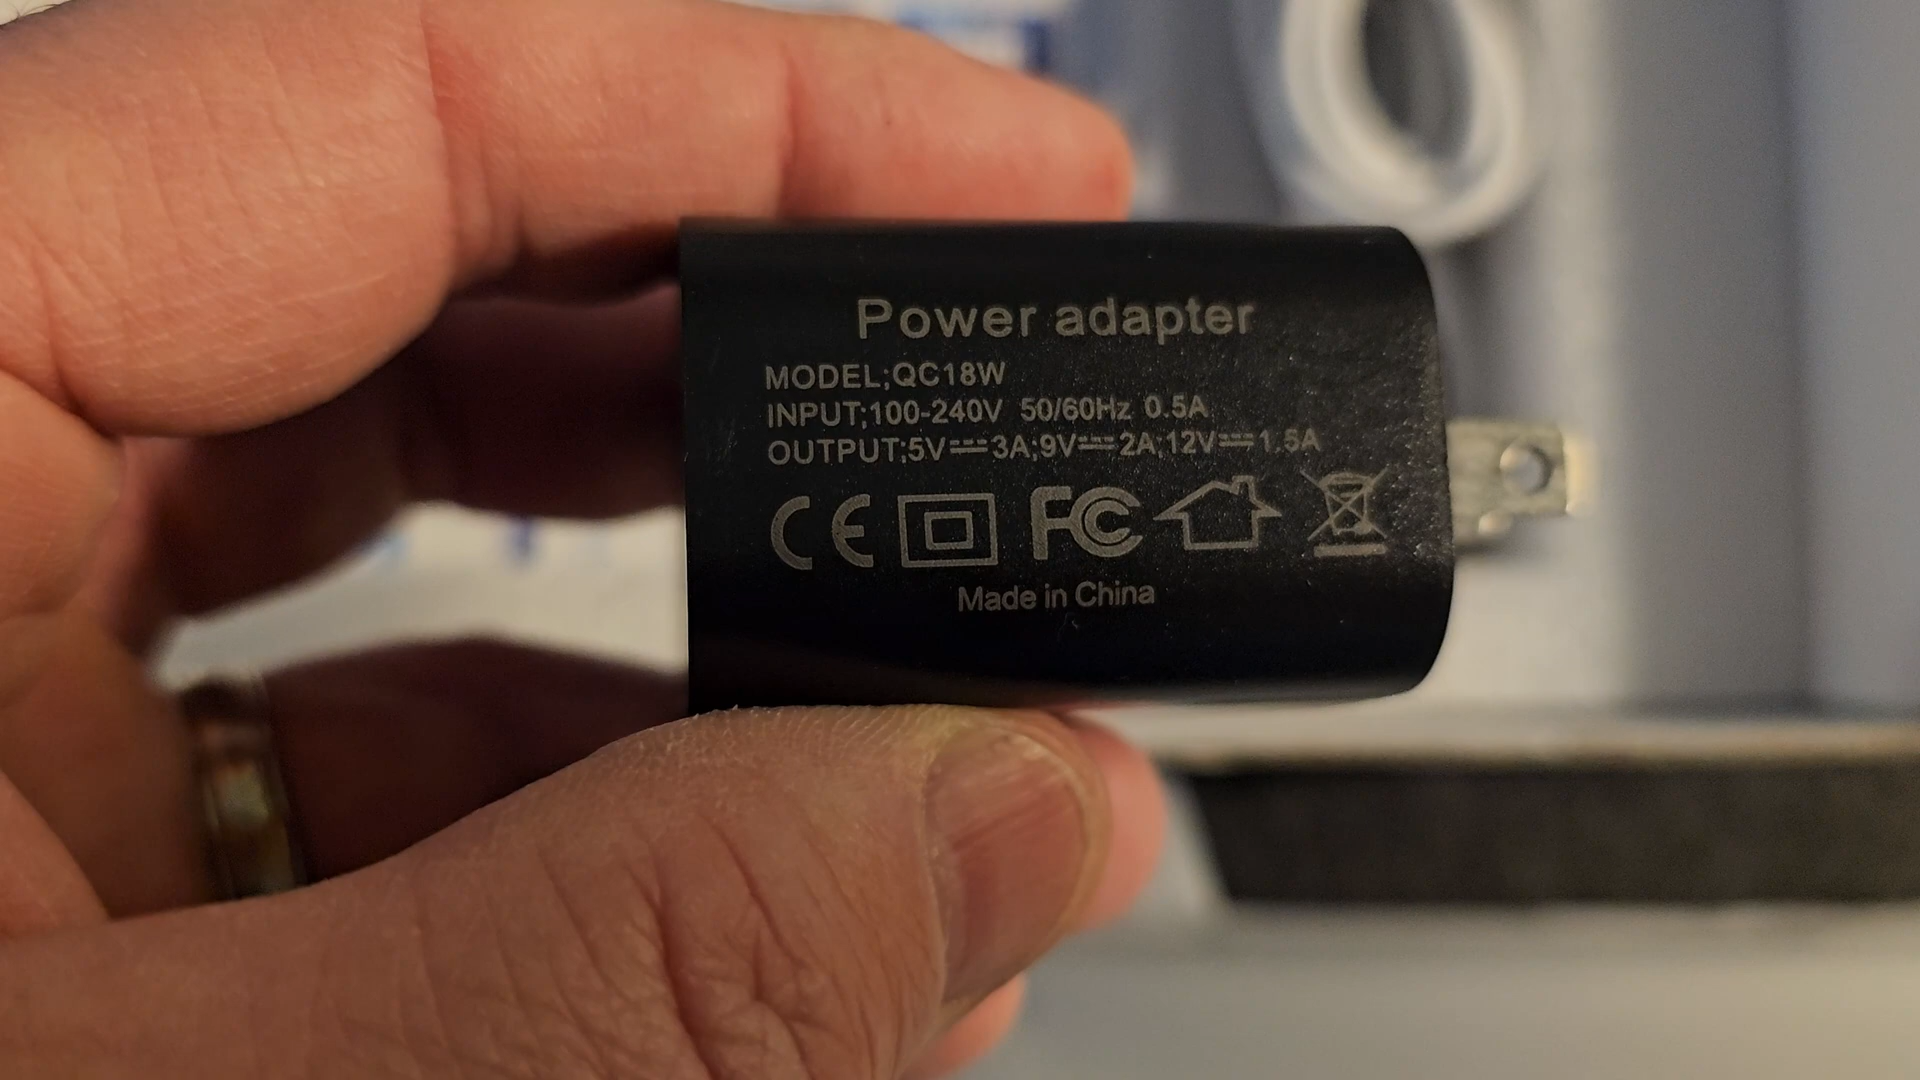 Power adapter
MODEL;QC18W
INPUT;100-240V 50/60Hz 0.5A
OUTPUT;5V⎓3A;9V⎓2A;12V⎓1.5A
CE FC
Made in China